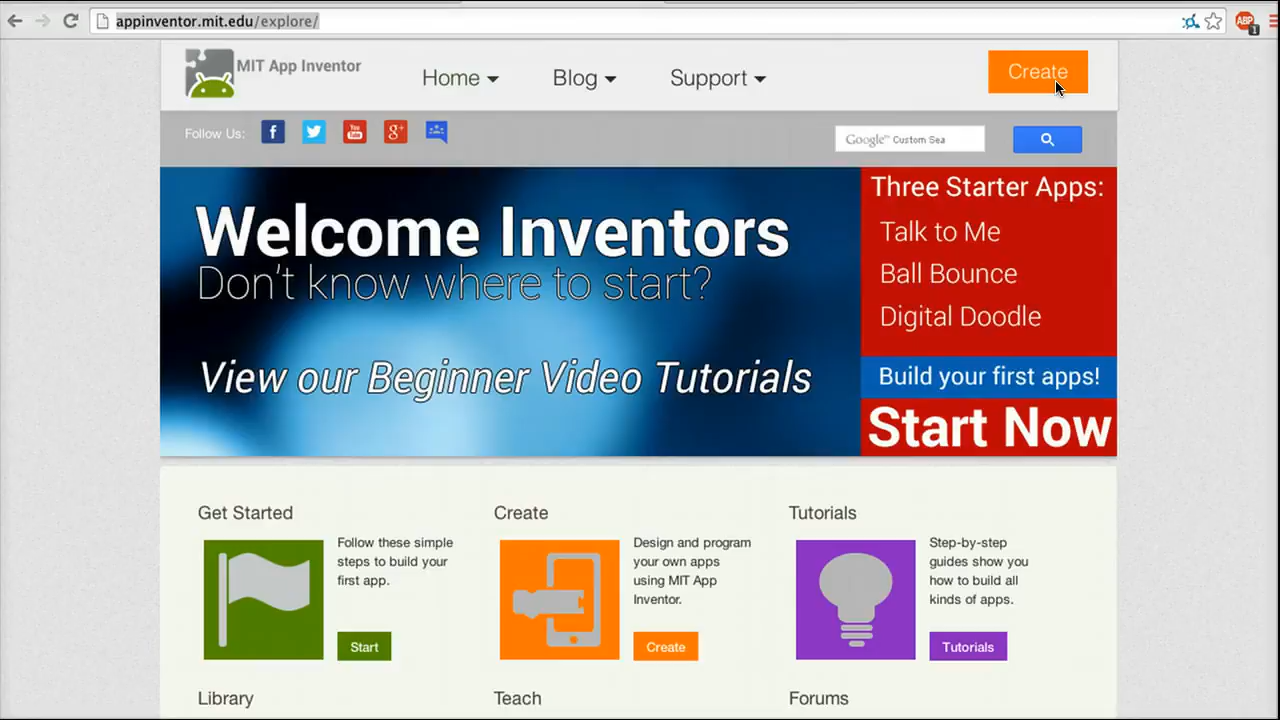 appinventor.mit.edu/explore/
ABP
1
MIT App Inventor
Home
Blog
Support
Create
Follow Us:
Google™ Custom Sea
Welcome Inventors
Don't know where to start?
View our Beginner Video Tutorials
Three Starter Apps:
Talk to Me
Ball Bounce
Digital Doodle
Build your first apps!
Start Now
Get Started
Follow these simple
steps to build your
first app.
Start
Create
Design and program
your own apps
using MIT App
Inventor.
Create
Tutorials
Step-by-step
guides show you
how to build all
kinds of apps.
Tutorials
Library
Teach
Forums